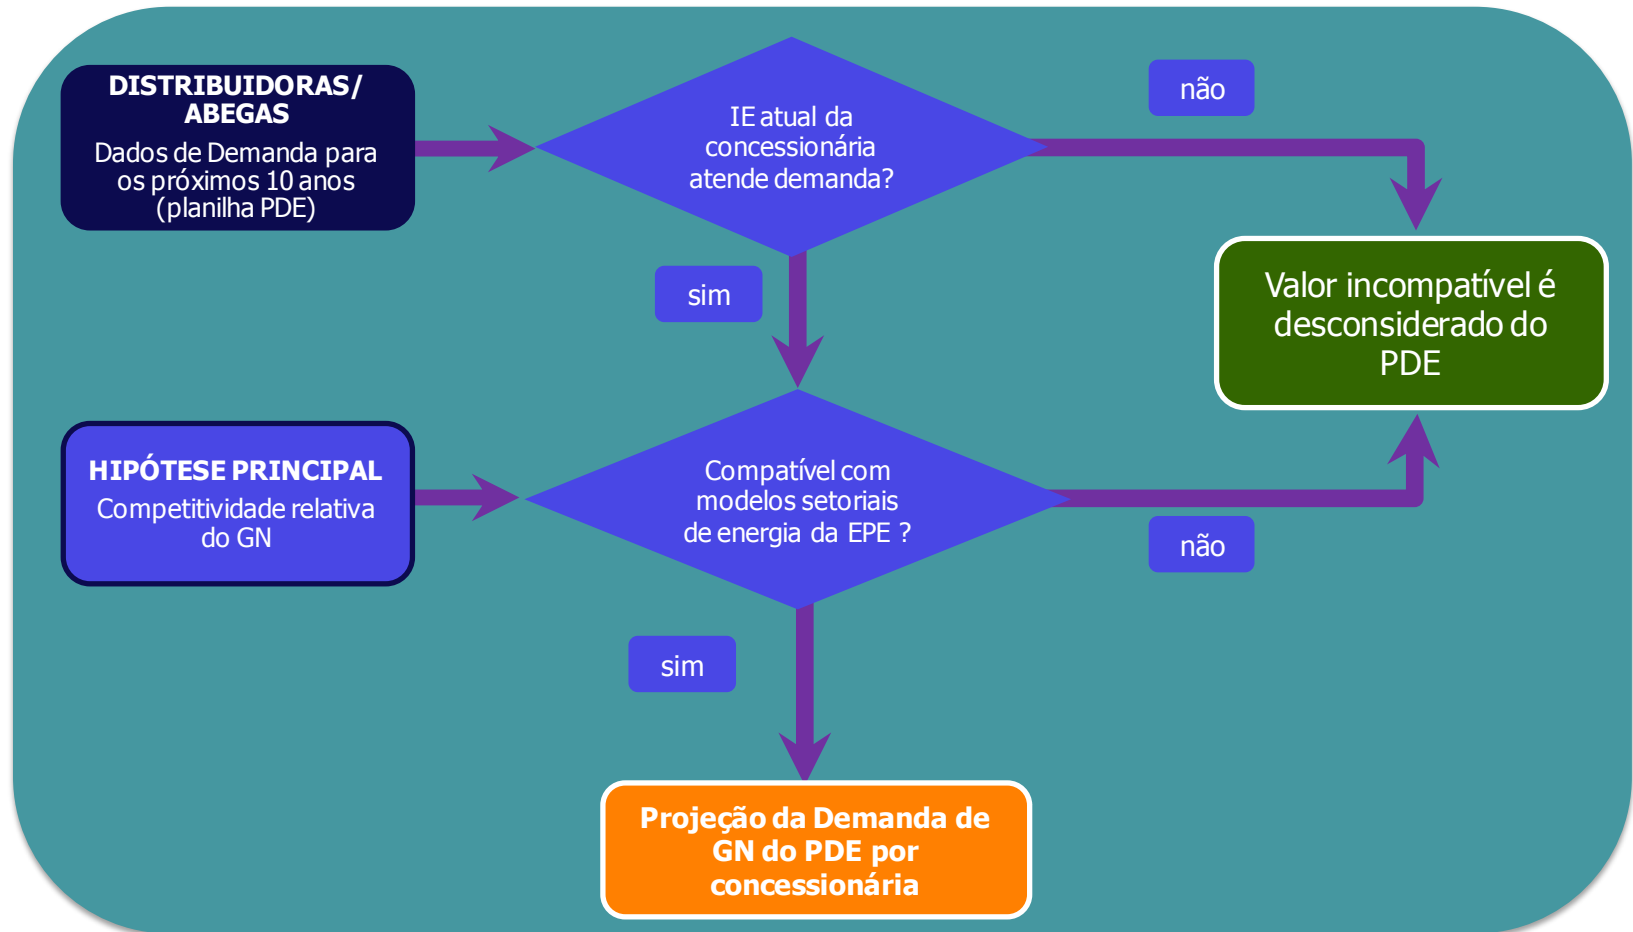 DISTRIBUIDORAS/
ABEGAS
Dados de Demanda para
os próximos 10 anos
(planilha PDE)
IE atual da
concessionária
atende demanda?
não
sim
Valor incompatível é
desconsiderado do
PDE
HIPÓTESE PRINCIPAL
Competitividade relativa
do GN
Compatível com
modelos setoriais
de energia da EPE ?
não
sim
Projeção da Demanda de
GN do PDE por
concessionária